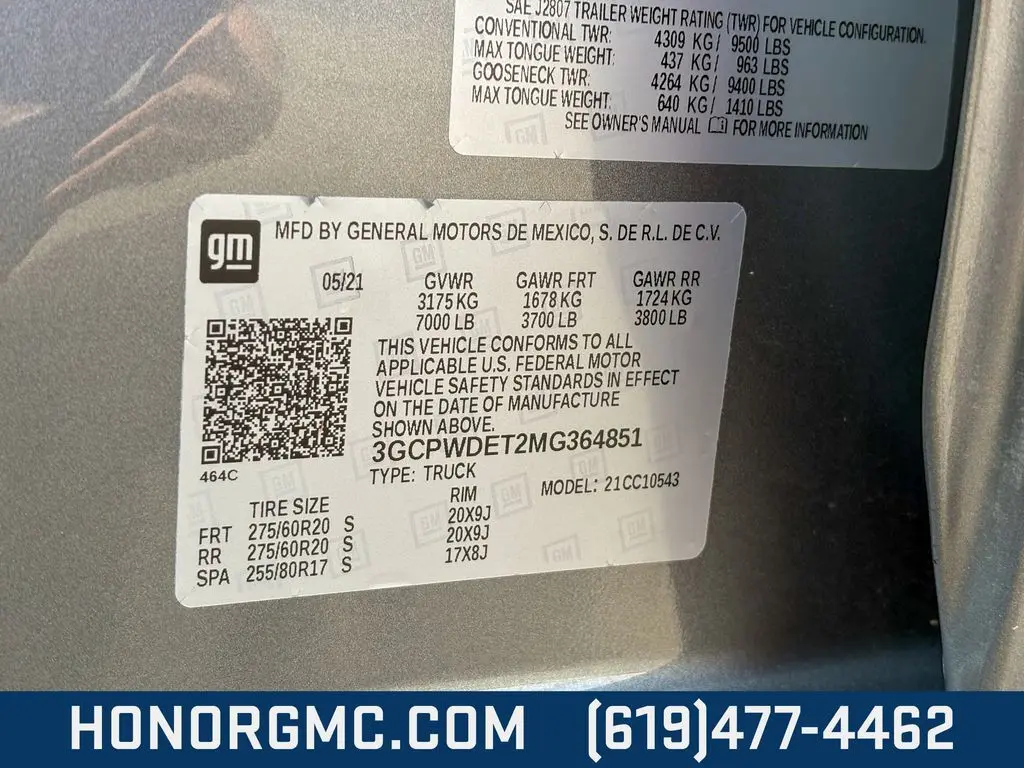 SAE J2807 TRAILER WEIGHT RATING (TWR) FOR VEHICLE CONFIGURATION.
CONVENTIONAL TWR: 4309 KG/ 9500 LBS
MAX TONGUE WEIGHT: 437 KG/ 963 LBS
GOOSENECK TWR: 4264 KG/ 9400 LBS
MAX TONGUE WEIGHT: 640 KG/ 1410 LBS
SEE OWNER'S MANUAL FOR MORE INFORMATION
gm
MFD BY GENERAL MOTORS DE MEXICO, S. DE R.L. DE C.V.
05/21 GVWR GAWR FRT GAWR RR
3175 KG 1678 KG 1724 KG
7000 LB 3700 LB 3800 LB
THIS VEHICLE CONFORMS TO ALL
APPLICABLE U.S. FEDERAL MOTOR
VEHICLE SAFETY STANDARDS IN EFFECT
ON THE DATE OF MANUFACTURE
SHOWN ABOVE.
3GCPWDET2MG364851
464C
TYPE: TRUCK MODEL: 21CC10543
TIRE SIZE RIM
FRT 275/60R20 S 20X9J
RR 275/60R20 S 20X9J
SPA 255/80R17 S 17X8J
HONORGMC.COM (619)477-4462